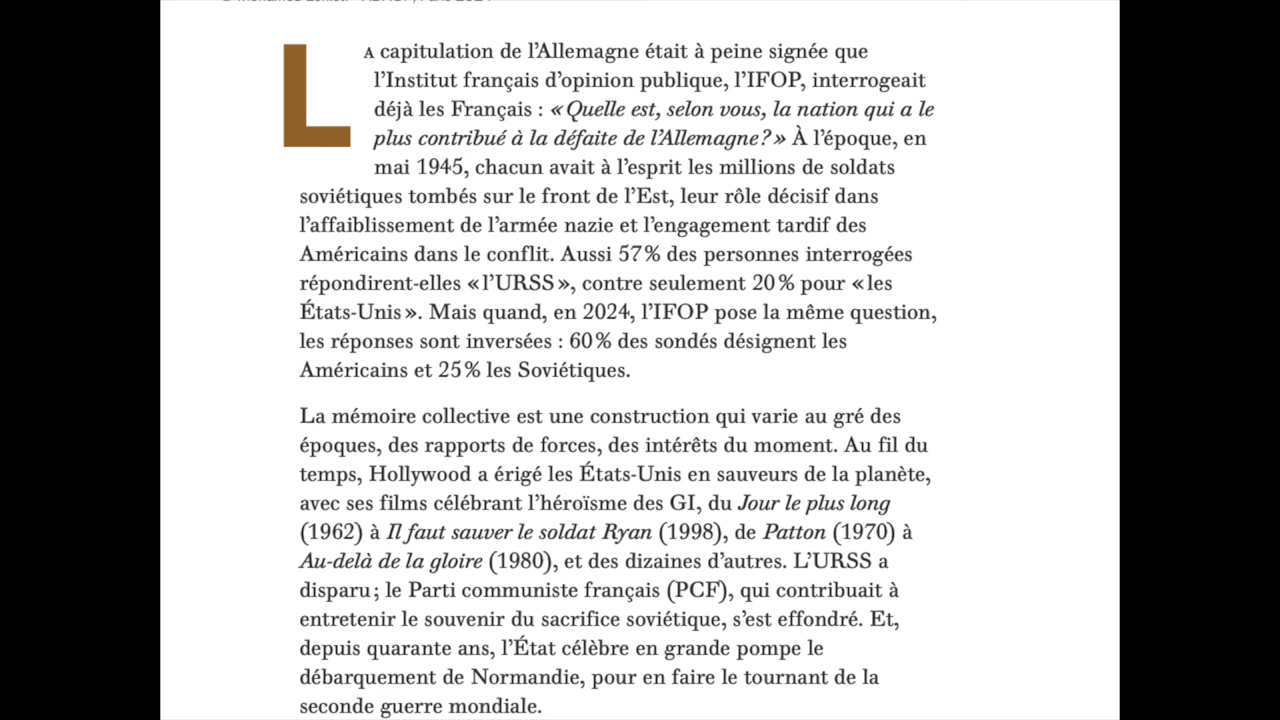 LA capitulation de l’Allemagne était à peine signée que
l’Institut français d’opinion publique, l’IFOP, interrogeait
déjà les Français : « Quelle est, selon vous, la nation qui a le
plus contribué à la défaite de l’Allemagne ? » À l’époque, en
mai 1945, chacun avait à l’esprit les millions de soldats
soviétiques tombés sur le front de l’Est, leur rôle décisif dans
l’affaiblissement de l’armée nazie et l’engagement tardif des
Américains dans le conflit. Aussi 57 % des personnes interrogées
répondirent-elles « l’URSS », contre seulement 20 % pour « les
États-Unis ». Mais quand, en 2024, l’IFOP pose la même question,
les réponses sont inversées : 60 % des sondés désignent les
Américains et 25 % les Soviétiques.
La mémoire collective est une construction qui varie au gré des
époques, des rapports de forces, des intérêts du moment. Au fil du
temps, Hollywood a érigé les États-Unis en sauveurs de la planète,
avec ses films célébrant l’héroïsme des GI, du Jour le plus long
(1962) à Il faut sauver le soldat Ryan (1998), de Patton (1970) à
Au-delà de la gloire (1980), et des dizaines d’autres. L’URSS a
disparu ; le Parti communiste français (PCF), qui contribuait à
entretenir le souvenir du sacrifice soviétique, s’est effondré. Et,
depuis quarante ans, l’État célèbre en grande pompe le
débarquement de Normandie, pour en faire le tournant de la
seconde guerre mondiale.